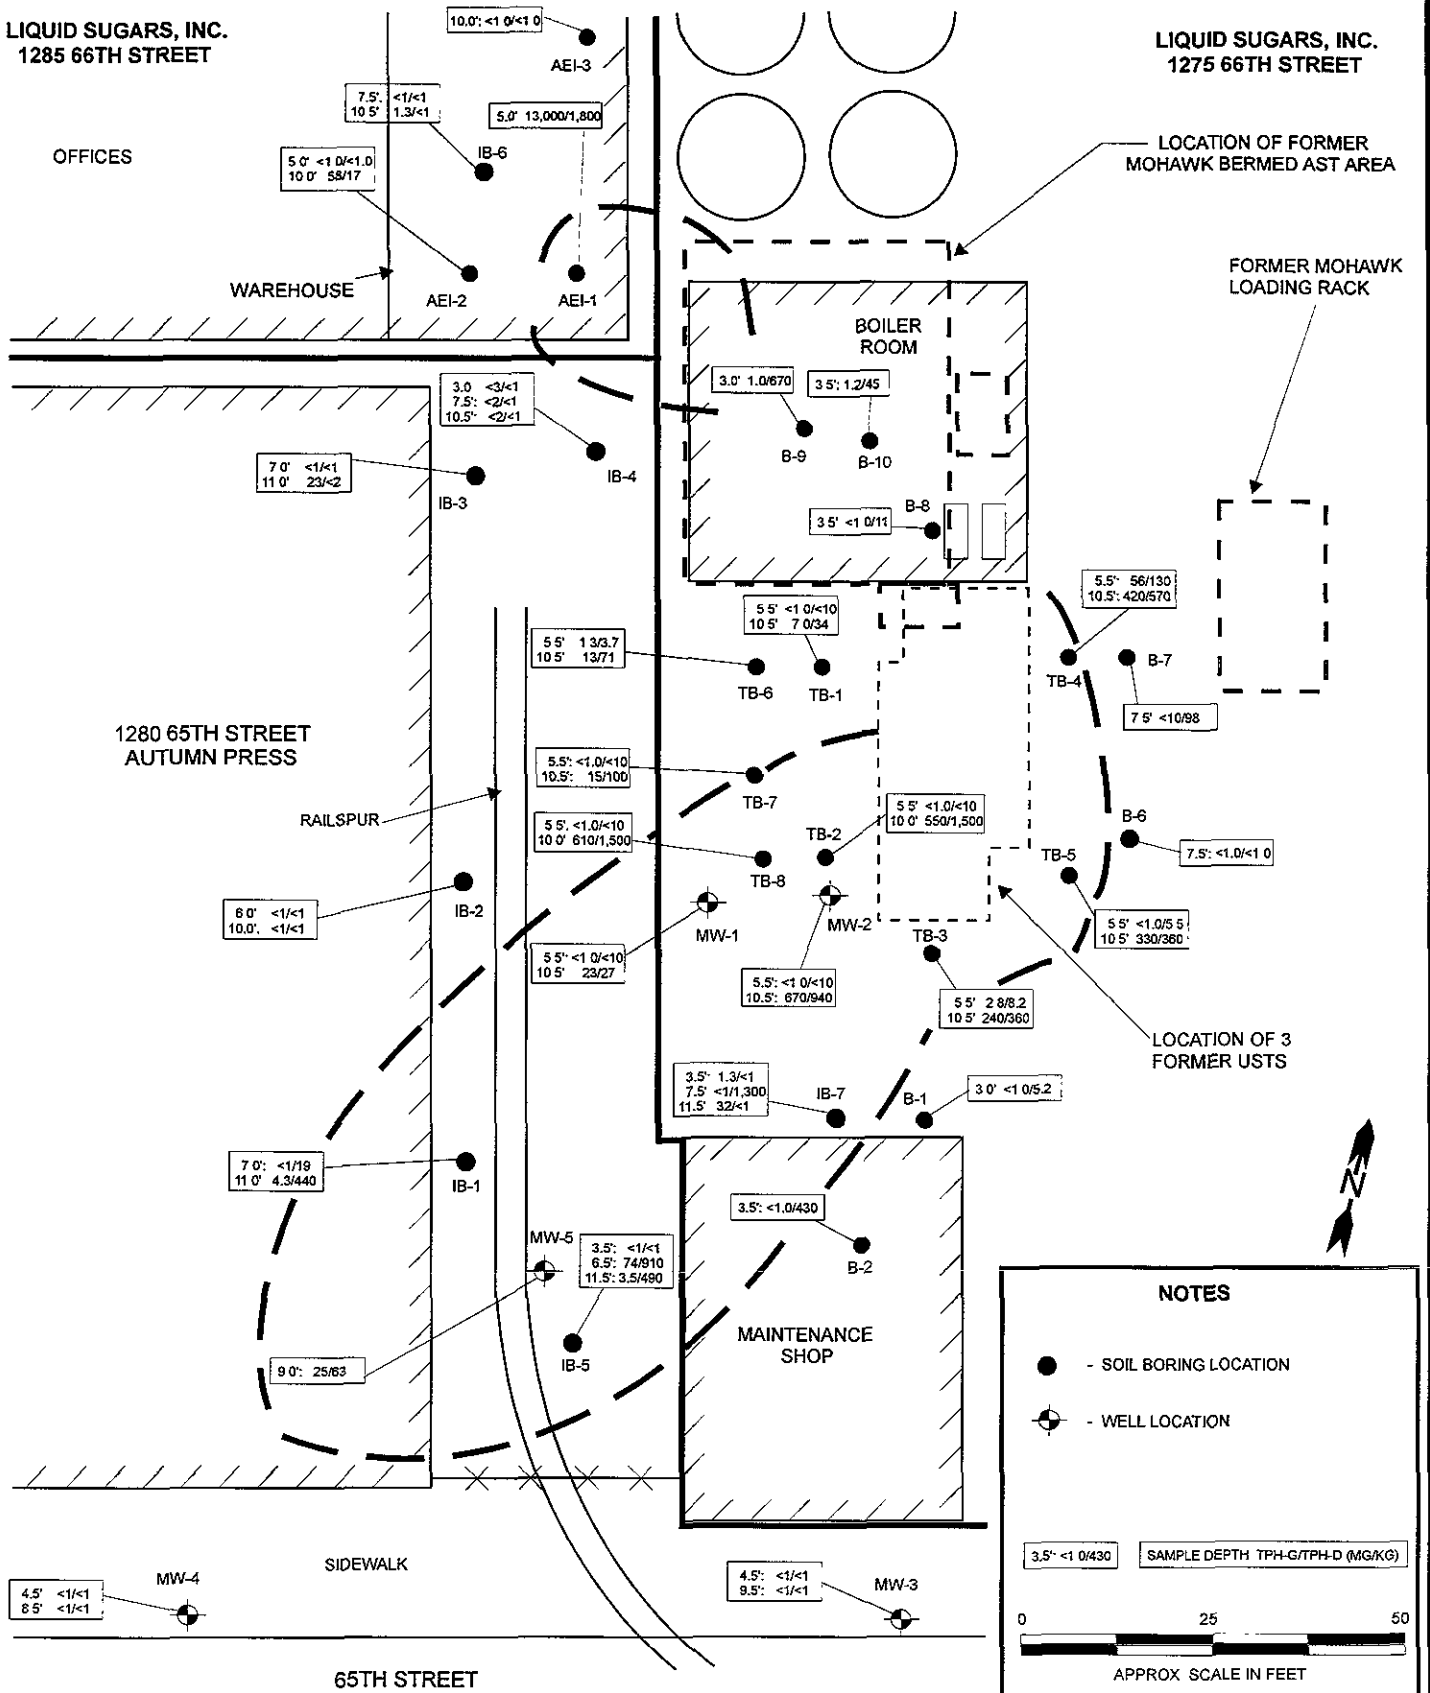 LIQUID SUGARS, INC.
1285 66TH STREET
10.0': <1 0/<1 0
AEI-3
LIQUID SUGARS, INC.
1275 66TH STREET
7.5'. <1/<1
10 5' 1.3/<1
5.0' 13,000/1,800
OFFICES
IB-6
5 0' <1 0/<1.0
10 0' 58/17
LOCATION OF FORMER
MOHAWK BERMED AST AREA
WAREHOUSE
AEI-2
AEI-1
FORMER MOHAWK
LOADING RACK
BOILER
ROOM
3.0 <3/<1
7.5': <2/<1
10.5' <2/<1
3.0' 1.0/670
3 5': 1.2/45
B-9
B-10
7 0' <1/<1
11 0' 23/<2
IB-3
IB-4
B-8
3 5' <1 0/11
5.5'· 56/130
10.5': 420/570
5 5' <1 0/<10
10 5' 7 0/34
5 5' 1 3/3.7
10 5' 13/71
TB-6
TB-1
TB-4
B-7
7 5' <10/98
1280 65TH STREET
AUTUMN PRESS
5.5': <1.0/<10
10.5': 15/100
TB-7
RAILSPUR
5 5'. <1.0/<10
10 0' 610/1,500
TB-8
TB-2
5 5' <1.0/<10
10 0' 550/1,500
B-6
7.5': <1.0/<1 0
TB-5
6 0' <1/<1
10.0'. <1/<1
IB-2
MW-1
MW-2
TB-3
5 5' <1.0/5 5
10 5' 330/360
5 5'· <1 0/<10
10 5' 23/27
5.5': <1 0/<10
10.5': 670/940
5 5' 2 8/8.2
10 5' 240/360
LOCATION OF 3
FORMER USTS
3.5'· 1.3/<1
7.5' <1/1,300
11.5' 32/<1
IB-7
B-1
3 0' <1 0/5.2
7 0': <1/19
11 0' 4.3/440
IB-1
N
3.5': <1.0/430
B-2
MW-5
3.5': <1/<1
6.5': 74/910
11.5': 3.5/490
IB-5
9 0': 25/63
MAINTENANCE
SHOP
NOTES
- SOIL BORING LOCATION
- WELL LOCATION
3.5'· <1 0/430
SAMPLE DEPTH TPH-G/TPH-D (MG/KG)
SIDEWALK
MW-4
4.5' <1/<1
8 5' <1/<1
4.5': <1/<1
9.5': <1/<1
MW-3
0 25 50
APPROX SCALE IN FEET
65TH STREET